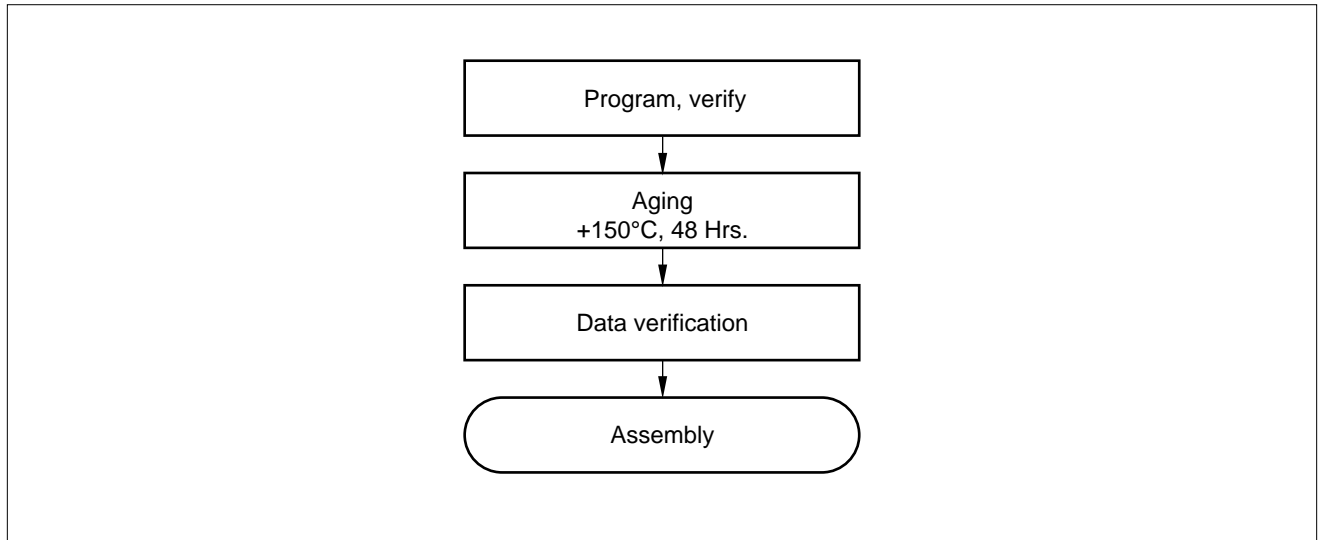 Program, verify
Aging
+150°C, 48 Hrs.
Data verification
Assembly